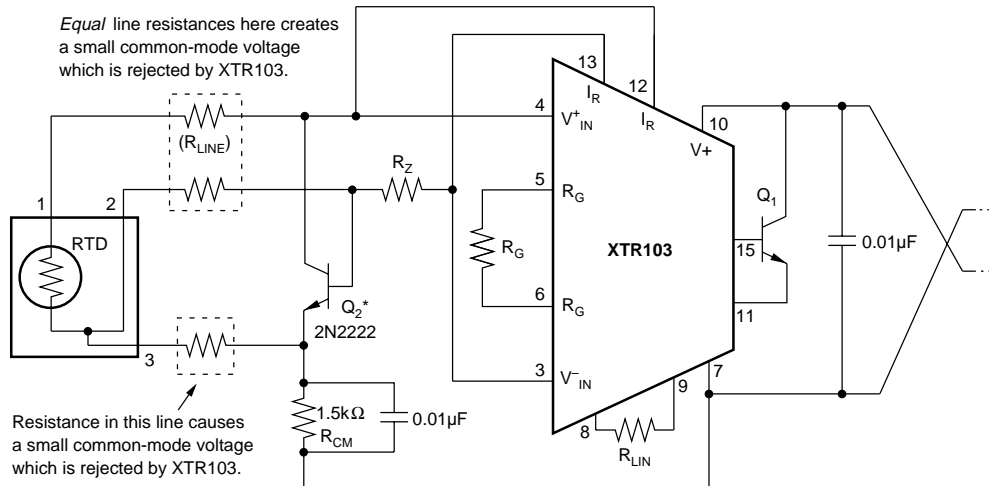 Equal line resistances here creates
a small common-mode voltage
which is rejected by XTR103.
13
12
I_R
I_R
10
V+
4
V⁺_IN
(R_LINE)
R_Z
5
R_G
Q_1
1
2
RTD
R_G
XTR103
15
0.01µF
6
R_G
Q_2*
2N2222
11
3
3
V⁻_IN
7
9
Resistance in this line causes
a small common-mode voltage
which is rejected by XTR103.
1.5kΩ
R_CM
0.01µF
8
R_LIN